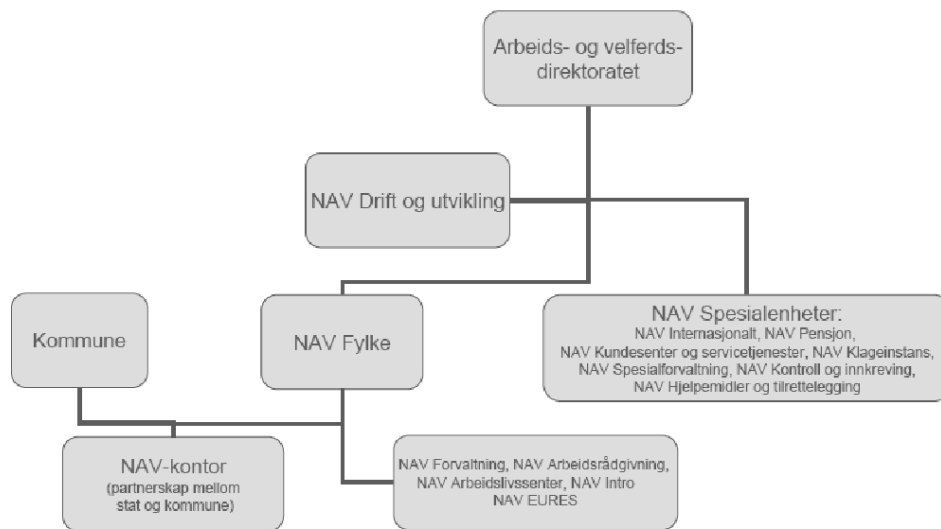 Arbeids- og velferds-
direktoratet
NAV Drift og utvikling
Kommune
NAV Fylke
NAV Spesialenheter:
NAV Internasjonalt, NAV Pensjon,
NAV Kundesenter og servicetjenester, NAV Klageinstans,
NAV Spesialforvaltning, NAV Kontroll og innkreving,
NAV Hjelpemidler og tilrettelegging
NAV-kontor
(partnerskap mellom
stat og kommune)
NAV Forvaltning, NAV Arbeidsrådgivning,
NAV Arbeidslivssenter, NAV Intro
NAV EURES